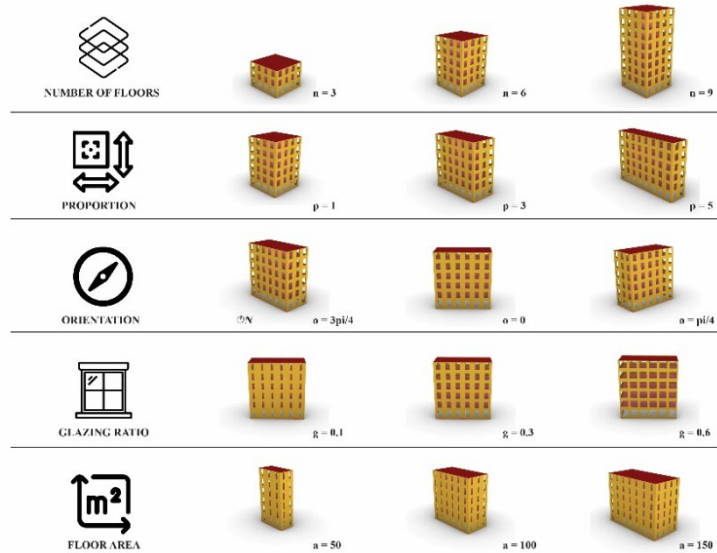 n = 3
n = 6
n = 9
NUMBER OF FLOORS
PROPORTION
p = 1
p = 3
p = 5
ORIENTATION
N
o = 3pi/4
o = 0
o = pi/4
GLAZING RATIO
g = 0,1
g = 0,3
g = 0,6
m²
FLOOR AREA
a = 50
a = 100
a = 150